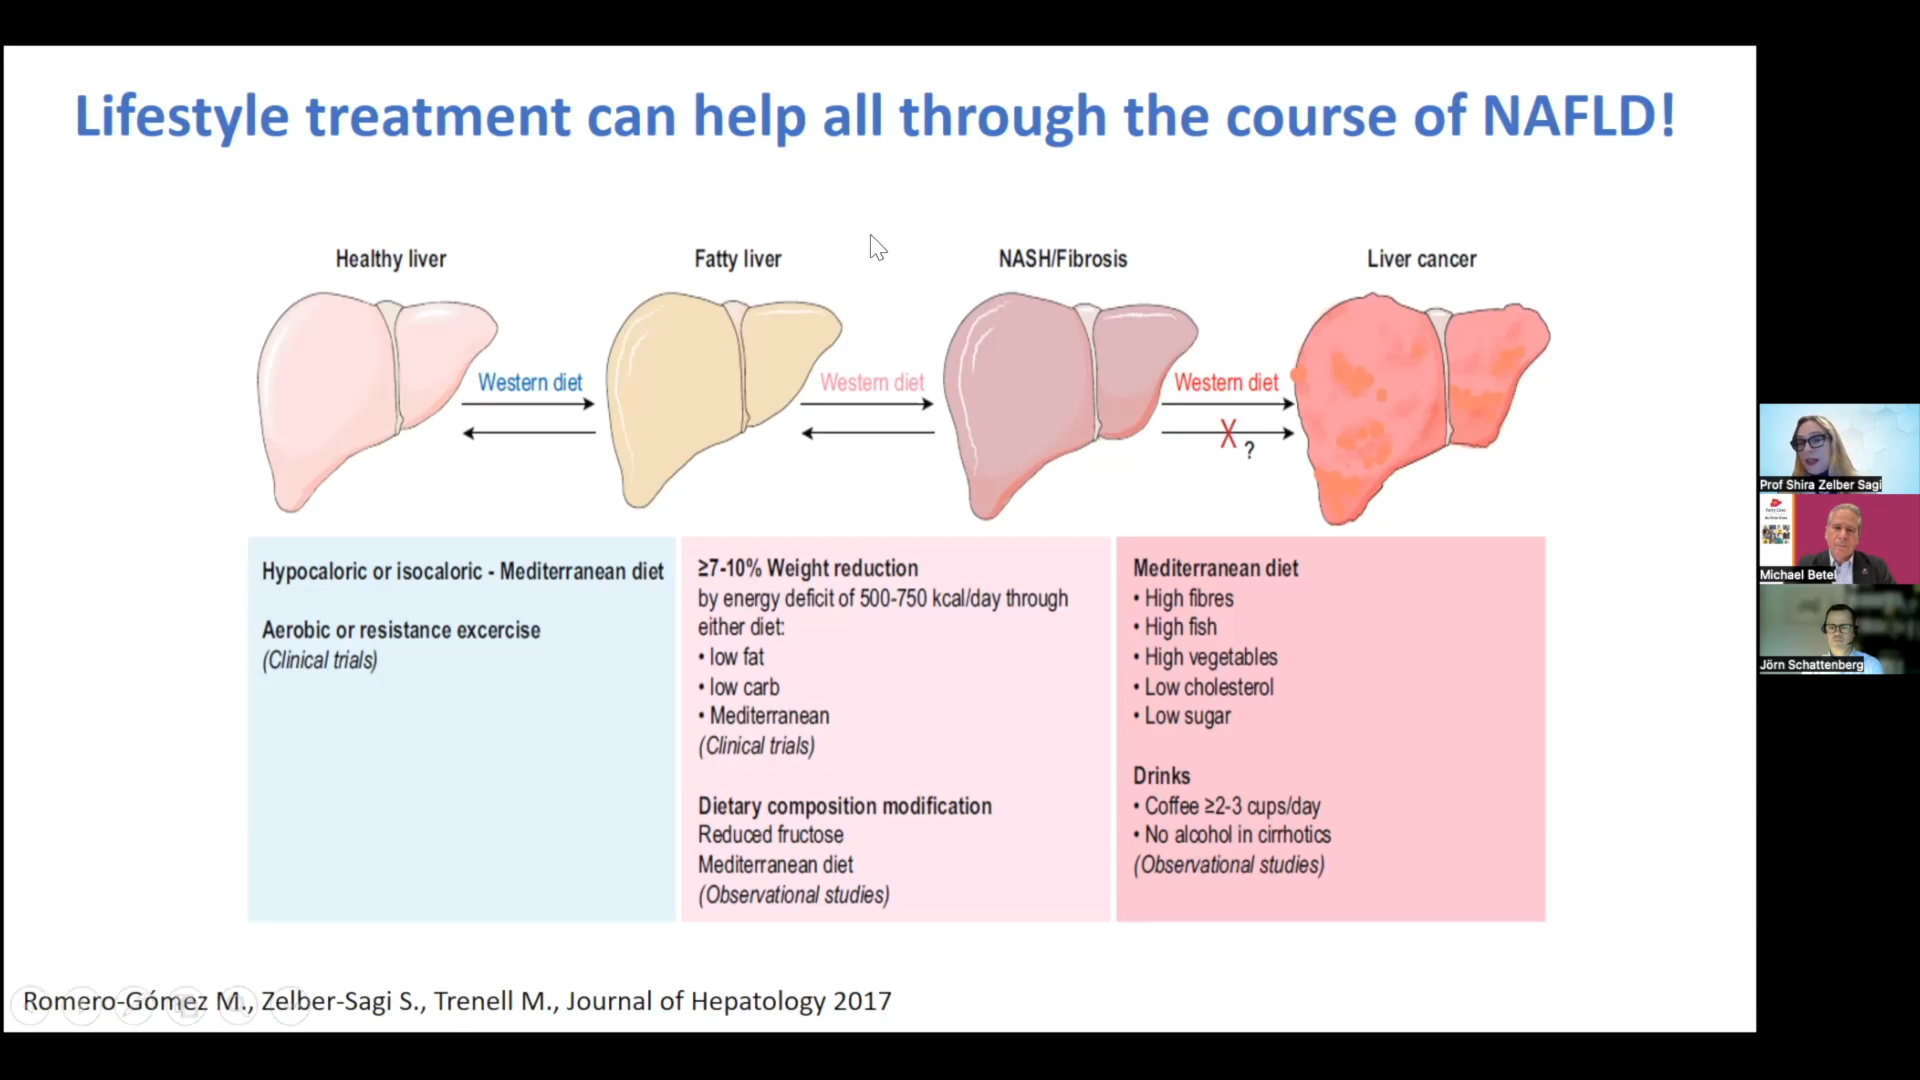 Lifestyle treatment can help all through the course of NAFLD!
Healthy liver
Fatty liver
NASH/Fibrosis
Liver cancer
Western diet
Western diet
Western diet
X
?
Hypocaloric or isocaloric - Mediterranean diet
Aerobic or resistance excercise
(Clinical trials)
≥7-10% Weight reduction
by energy deficit of 500-750 kcal/day through
either diet:
• low fat
• low carb
• Mediterranean
(Clinical trials)
Dietary composition modification
Reduced fructose
Mediterranean diet
(Observational studies)
Mediterranean diet
• High fibres
• High fish
• High vegetables
• Low cholesterol
• Low sugar
Drinks
• Coffee ≥2-3 cups/day
• No alcohol in cirrhotics
(Observational studies)
Romero-Gómez M., Zelber-Sagi S., Trenell M., Journal of Hepatology 2017
Prof Shira Zelber Sagi
Michael Betel
Jörn Schattenberg